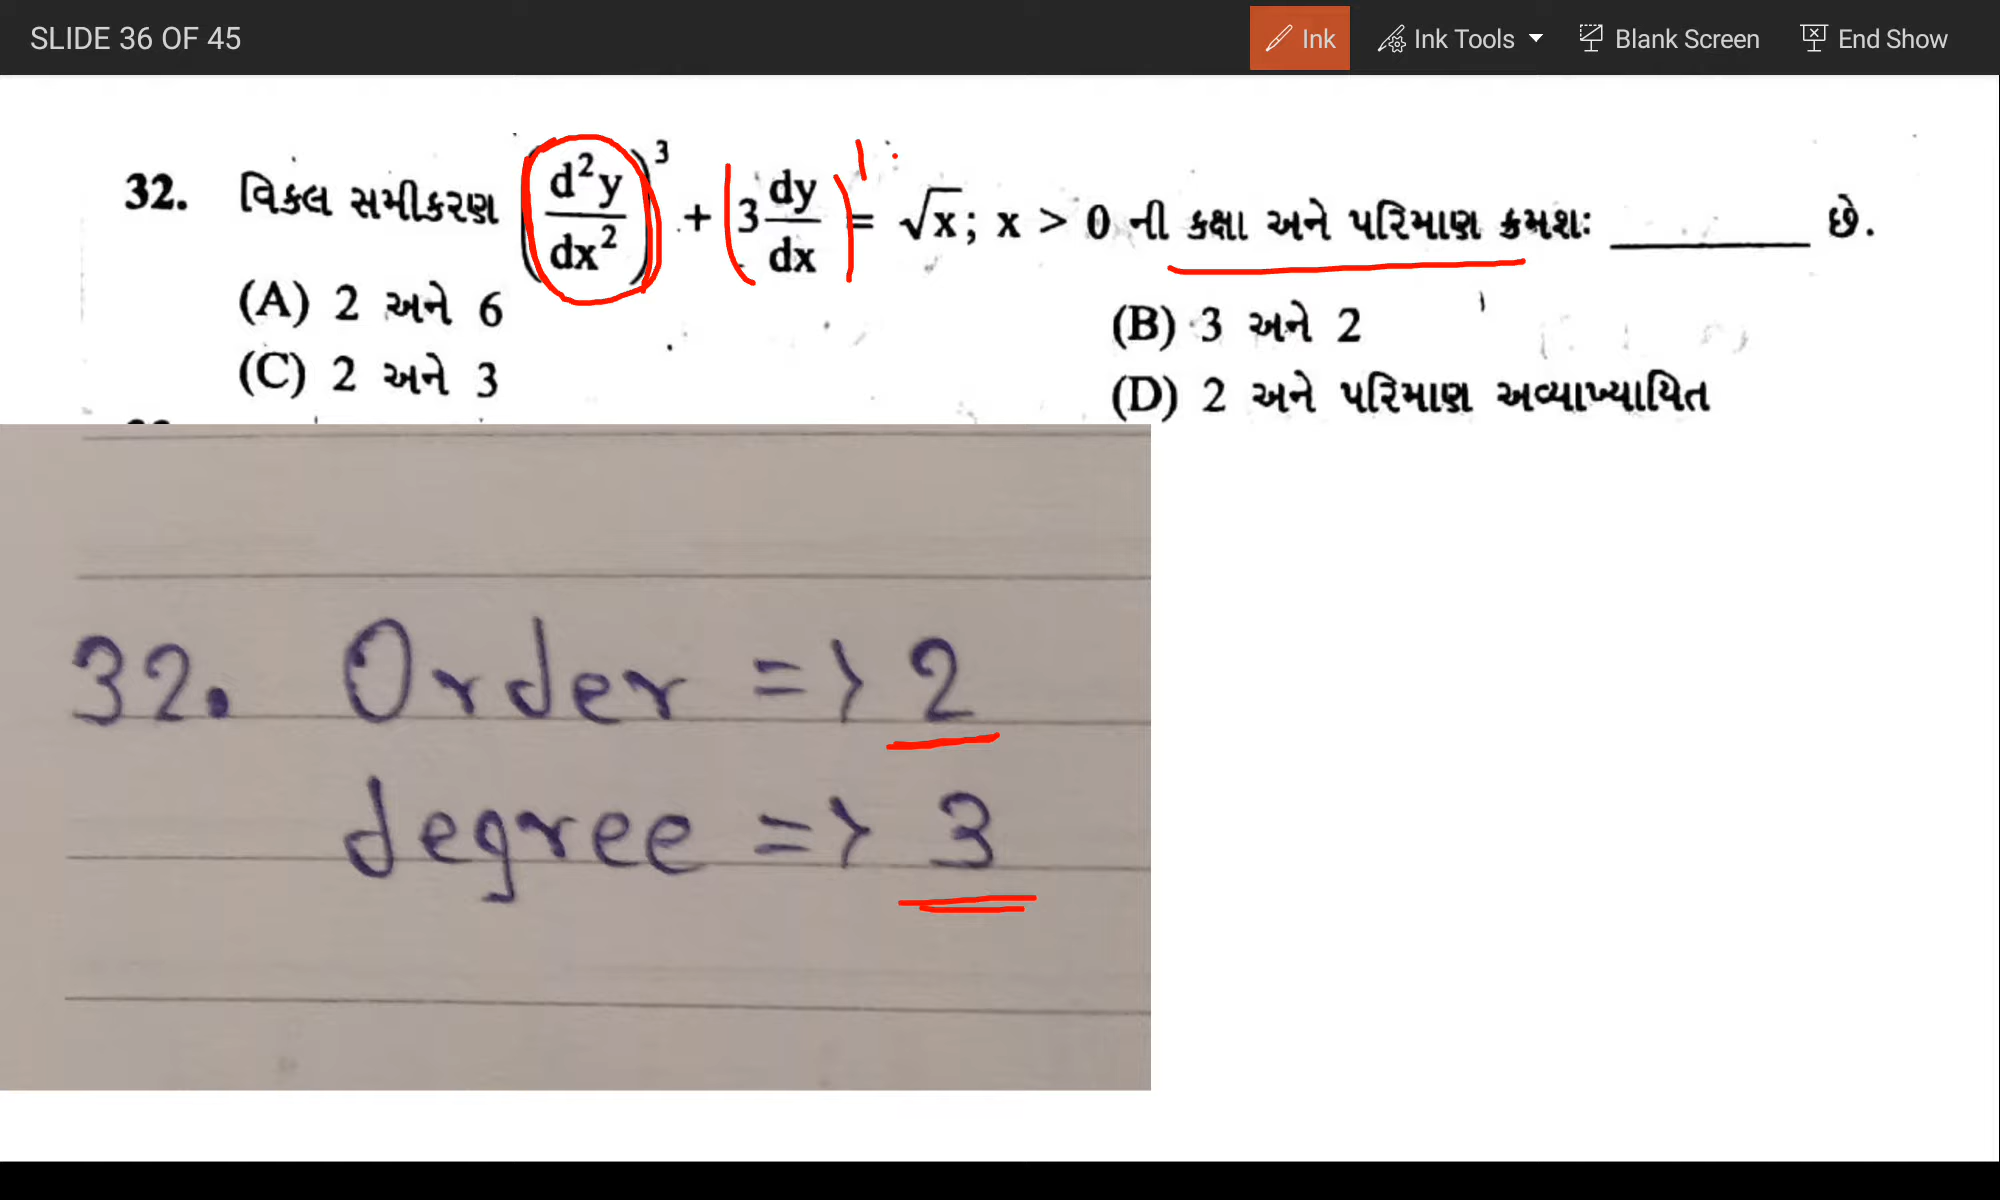 SLIDE 36 OF 45
Ink
Ink Tools
Blank Screen
End Show
32. વિકલ સમીકરણ (d²y/dx²)³ + (3 dy/dx)¹ = √x; x > 0 ની કક્ષા અને પરિમાણ ક્રમશઃ ________ છે.
(A) 2 અને 6
(B) 3 અને 2
(C) 2 અને 3
(D) 2 અને પરિમાણ અવ્યાખ્યાયિત
32. Order => 2
degree => 3